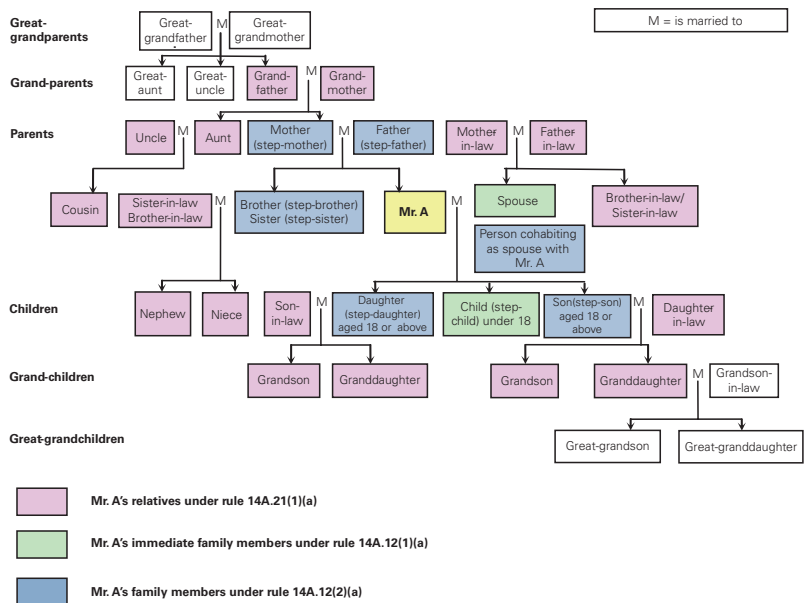 Great-
grandparents
Great-
grandfather
M
Great-
grandmother
M = is married to
Grand-parents
Great-
aunt
Great-
uncle
Grand-
father
M
Grand-
mother
Parents
Uncle
M
Aunt
Mother
(step-mother)
M
Father
(step-father)
Mother
in-law
M
Father
in-law
Cousin
Sister-in-law
Brother-in-law
M
Brother (step-brother)
Sister (step-sister)
Mr. A
M
Spouse
Brother-in-law/
Sister-in-law
Person cohabiting
as spouse with
Mr. A
Children
Nephew
Niece
Son-
in-law
M
Daughter
(step-daughter)
aged 18 or above
Child (step-
child) under 18
Son(step-son)
aged 18 or
above
M
Daughter
in-law
Grand-children
Grandson
Granddaughter
Grandson
Granddaughter
M
Grandson-
in-law
Great-grandchildren
Great-grandson
Great-granddaughter
Mr. A's relatives under rule 14A.21(1)(a)
Mr. A's immediate family members under rule 14A.12(1)(a)
Mr. A's family members under rule 14A.12(2)(a)